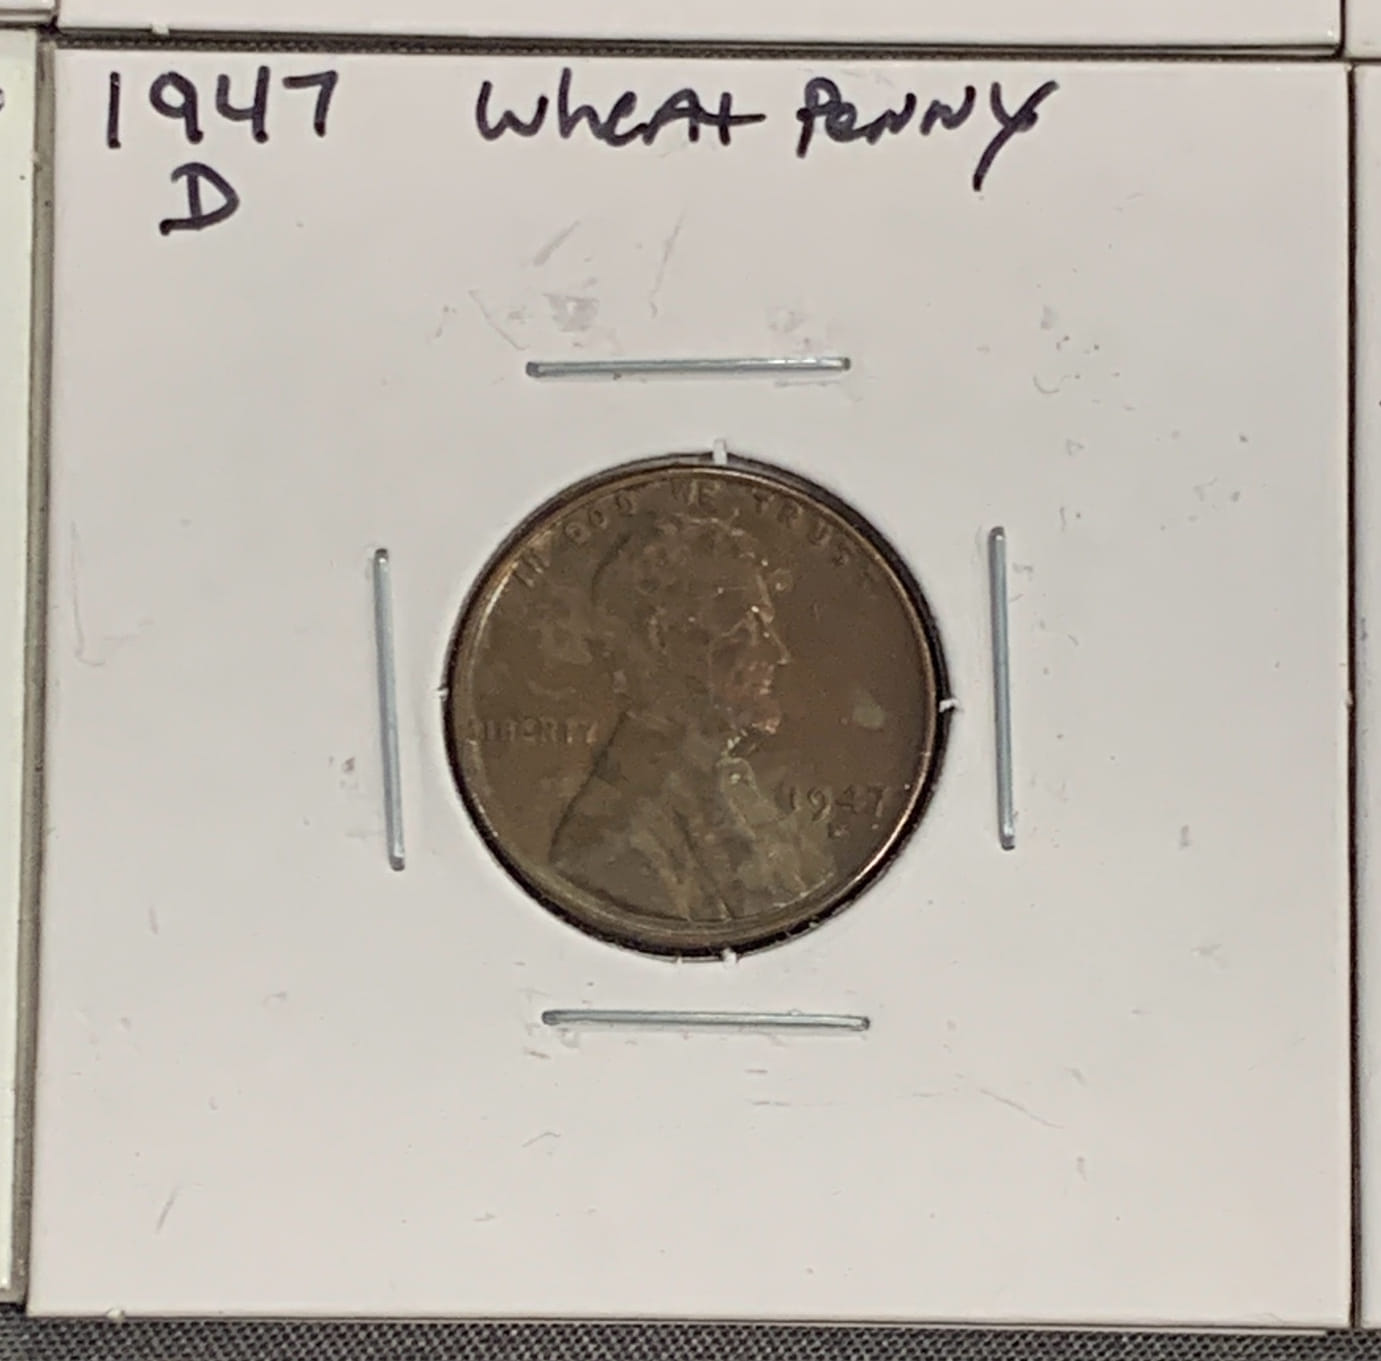 1947 Wheat Penny
D
IN GOD WE TRUST
LIBERTY
1947
D